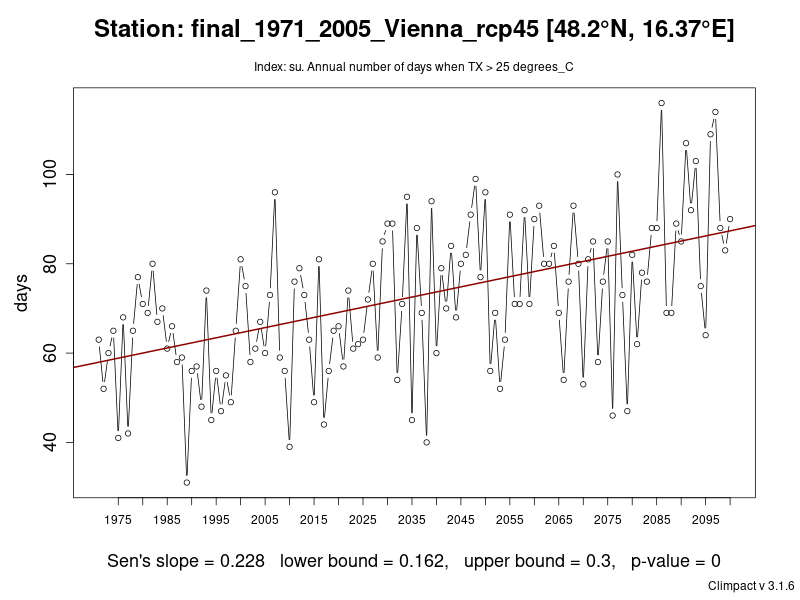 Station: final_1971_2005_Vienna_rcp45 [48.2°N, 16.37°E]
Index: su. Annual number of days when TX > 25 degrees_C
100
80
60
40
days
1975 1985 1995 2005 2015 2025 2035 2045 2055 2065 2075 2085 2095
Sen's slope = 0.228 lower bound = 0.162, upper bound = 0.3, p-value = 0
Climpact v 3.1.6